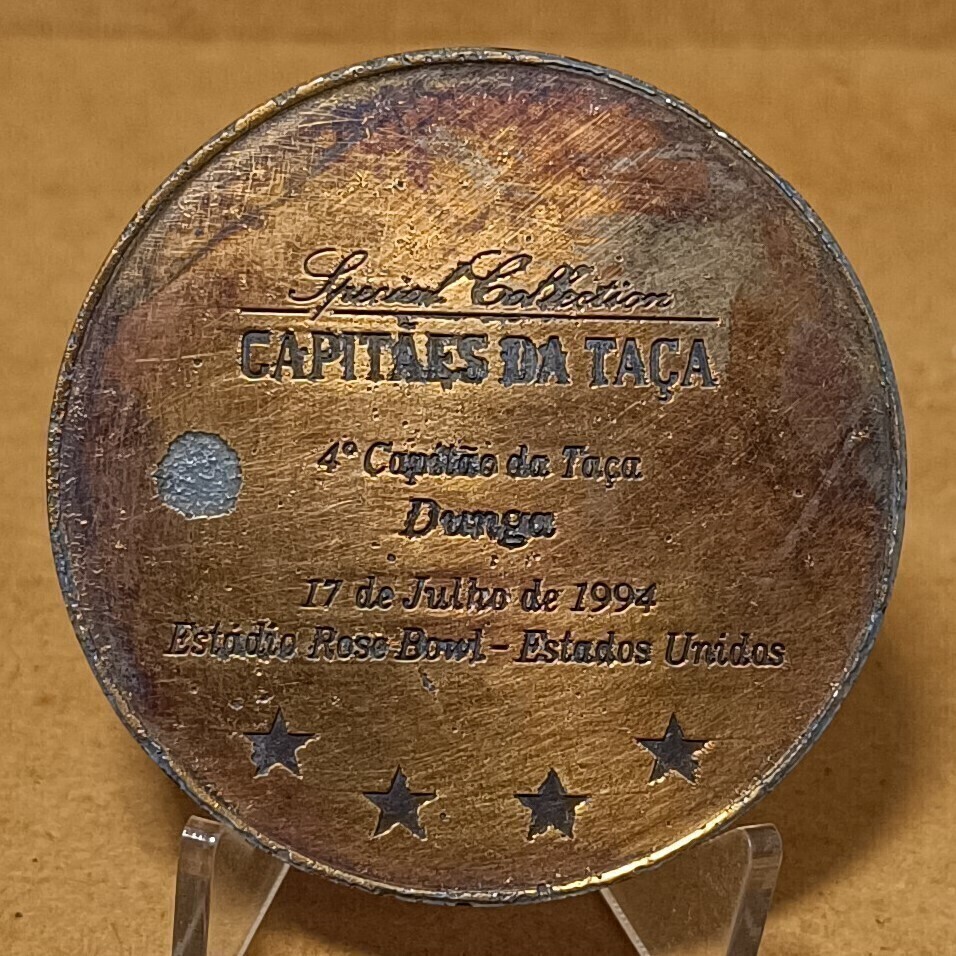 Special Collection
CAPITÃES DA TAÇA
4º Capitão da Taça
Dunga
17 de Julho de 1994
Estádio Rose Bowl - Estados Unidos